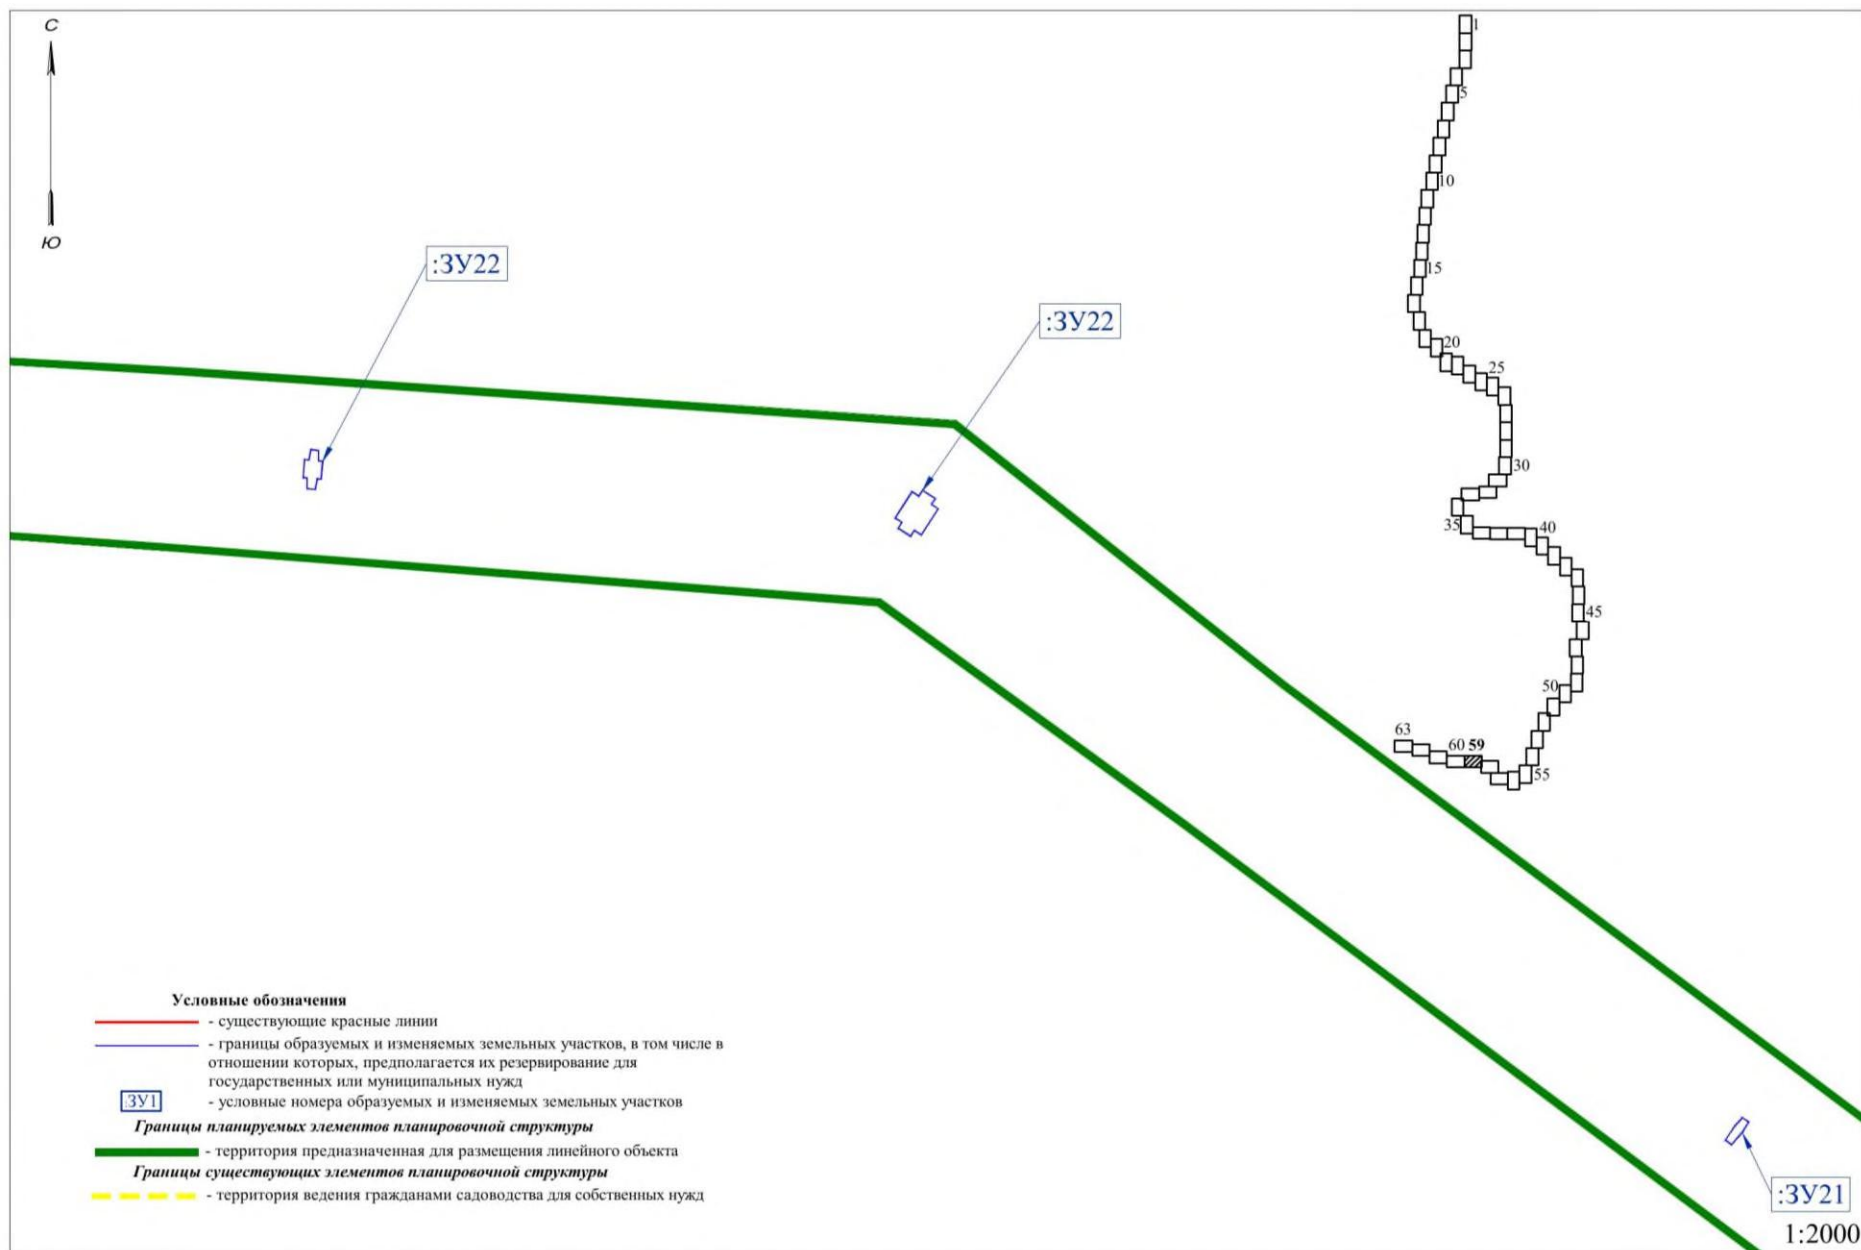 С
Ю
:ЗУ22
:ЗУ22
1
5
10
15
20
25
30
35
40
45
50
63
60 59
55
Условные обозначения
- существующие красные линии
- границы образуемых и изменяемых земельных участков, в том числе в
отношении которых, предполагается их резервирование для
государственных или муниципальных нужд
:ЗУ1 - условные номера образуемых и изменяемых земельных участков
Границы планируемых элементов планировочной структуры
- территория предназначенная для размещения линейного объекта
Границы существующих элементов планировочной структуры
- территория ведения гражданами садоводства для собственных нужд
:ЗУ21
1:2000